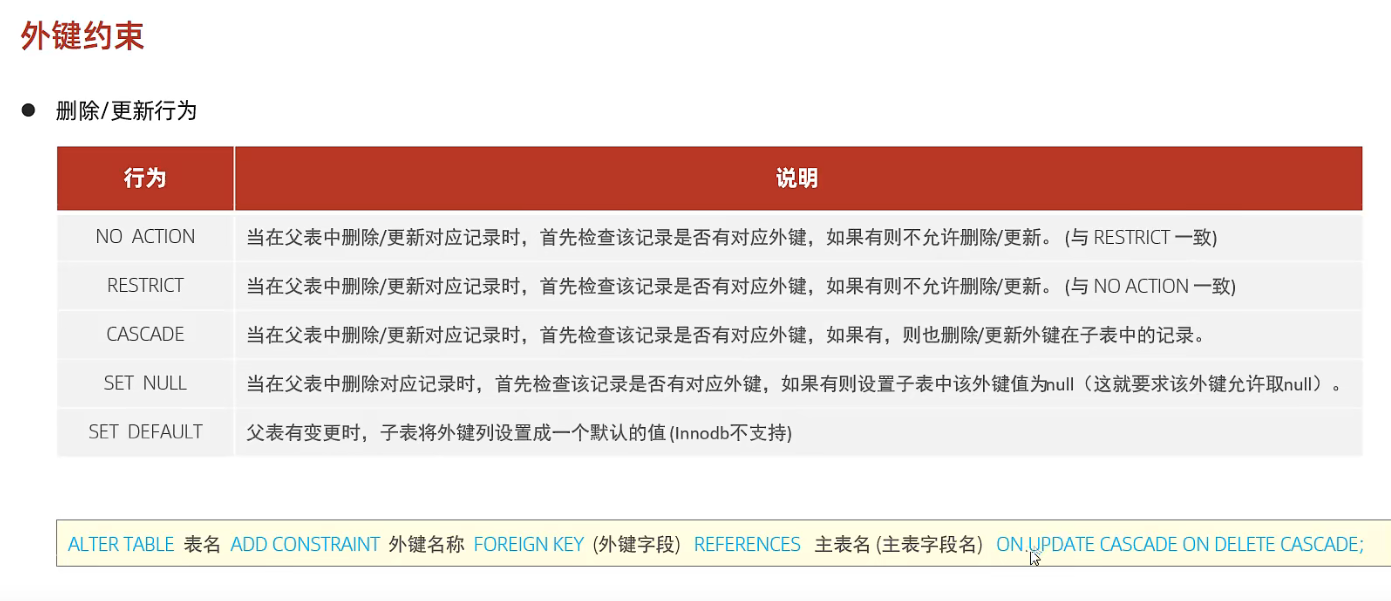 外键约束
● 删除/更新行为
行为 说明
NO ACTION 当在父表中删除/更新对应记录时，首先检查该记录是否有对应外键，如果有则不允许删除/更新。 (与 RESTRICT 一致)
RESTRICT 当在父表中删除/更新对应记录时，首先检查该记录是否有对应外键，如果有则不允许删除/更新。 (与 NO ACTION 一致)
CASCADE 当在父表中删除/更新对应记录时，首先检查该记录是否有对应外键，如果有，则也删除/更新外键在子表中的记录。
SET NULL 当在父表中删除对应记录时，首先检查该记录是否有对应外键，如果有则设置子表中该外键值为null（这就要求该外键允许取null）。
SET DEFAULT 父表有变更时，子表将外键列设置成一个默认的值 (Innodb不支持)
ALTER TABLE 表名 ADD CONSTRAINT 外键名称 FOREIGN KEY (外键字段) REFERENCES 主表名 (主表字段名) ON UPDATE CASCADE ON DELETE CASCADE;